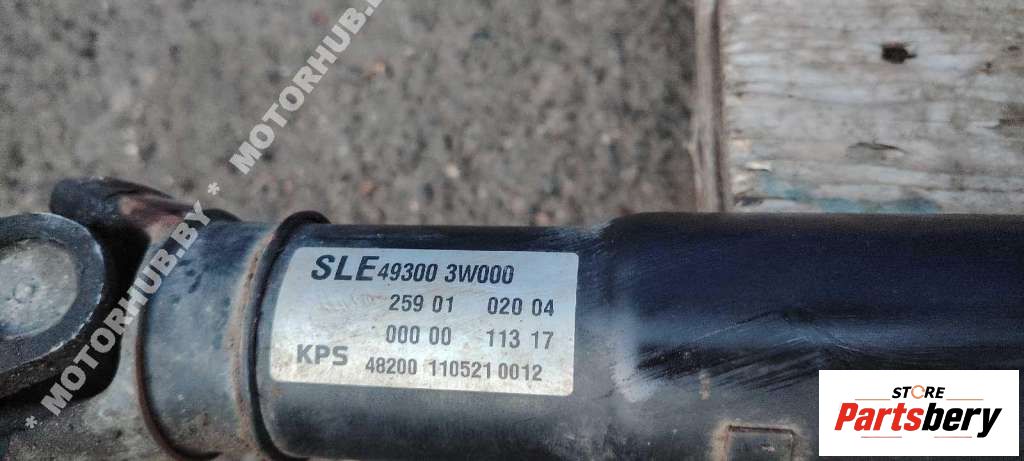 * MOTORHUB.BY * MOTORHUB.BY
SLE 49300 3W000
259 01 020 04
000 00 113 17
KPS 48200 110521 0012
STORE
Partsbery